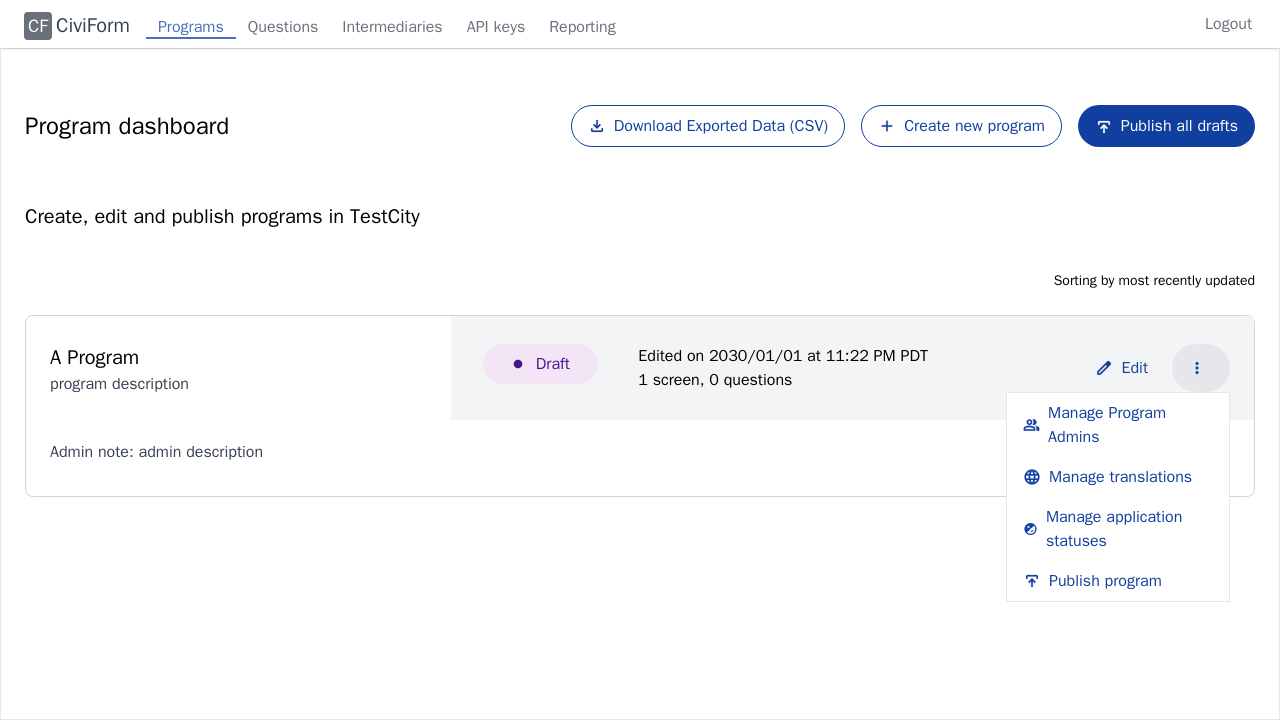 CF CiviForm Programs Questions Intermediaries API keys Reporting Logout
Program dashboard Download Exported Data (CSV) Create new program Publish all drafts
Create, edit and publish programs in TestCity
Sorting by most recently updated
A Program
program description
Draft
Edited on 2030/01/01 at 11:22 PM PDT
1 screen, 0 questions
Edit
Manage Program
Admins
Manage translations
Manage application
statuses
Publish program
Admin note: admin description